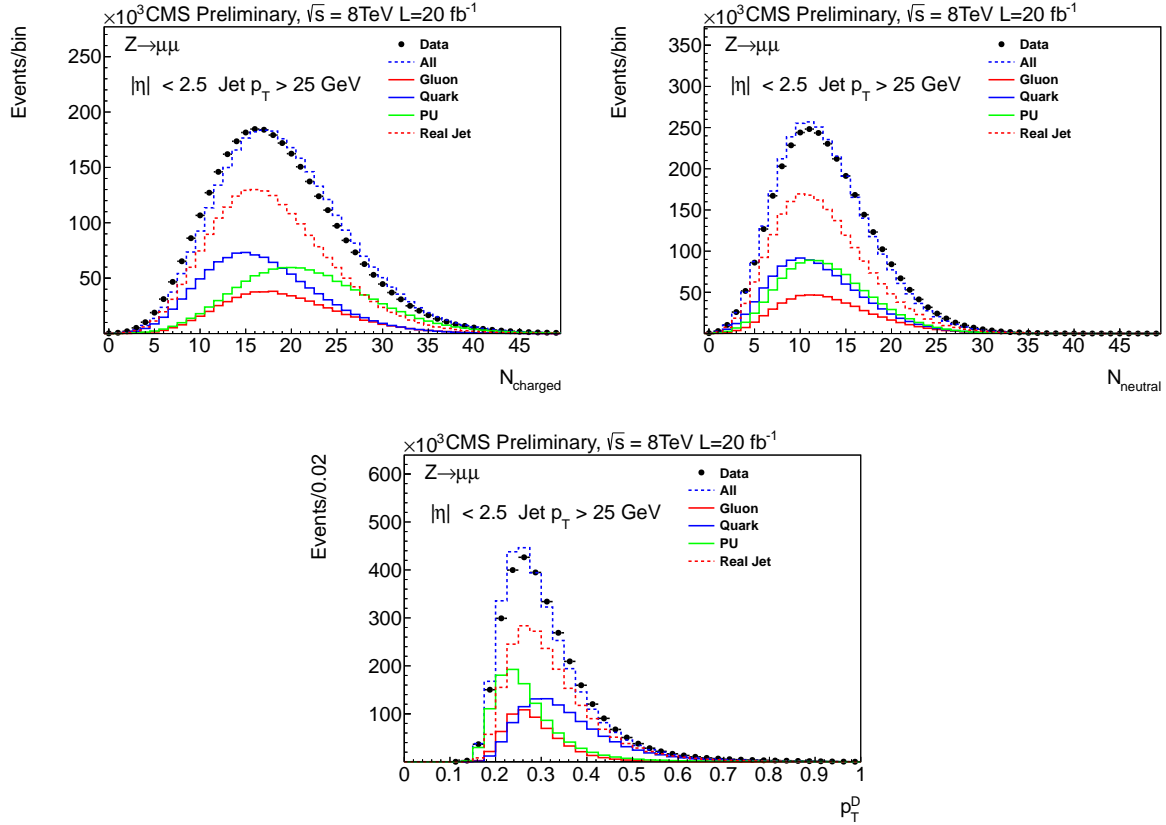 ×10³ CMS Preliminary, √s = 8TeV L=20 fb⁻¹
Events/bin
Z→μμ
|η| < 2.5 Jet p_T > 25 GeV
Data
All
Gluon
Quark
PU
Real Jet
250
200
150
100
50
0 5 10 15 20 25 30 35 40 45
N_charged
×10³ CMS Preliminary, √s = 8TeV L=20 fb⁻¹
Events/bin
Z→μμ
|η| < 2.5 Jet p_T > 25 GeV
Data
All
Gluon
Quark
PU
Real Jet
350
300
250
200
150
100
50
0 5 10 15 20 25 30 35 40 45
N_neutral
×10³ CMS Preliminary, √s = 8TeV L=20 fb⁻¹
Events/0.02
Z→μμ
|η| < 2.5 Jet p_T > 25 GeV
Data
All
Gluon
Quark
PU
Real Jet
600
500
400
300
200
100
0 0.1 0.2 0.3 0.4 0.5 0.6 0.7 0.8 0.9 1
p_T^D